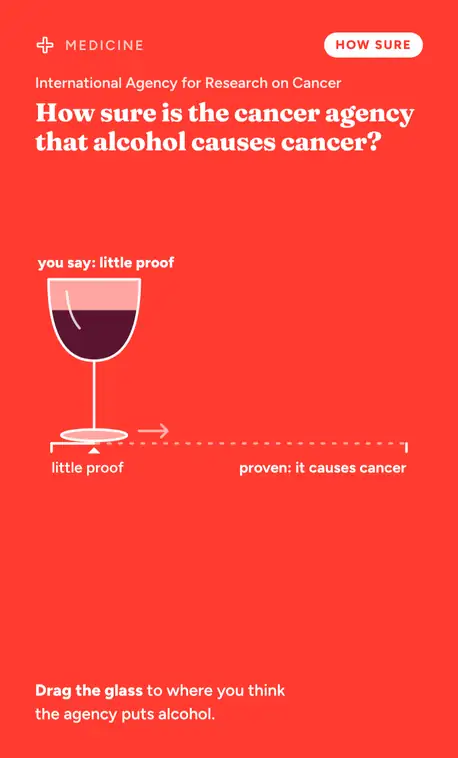 MEDICINE
HOW SURE
International Agency for Research on Cancer
How sure is the cancer agency
that alcohol causes cancer?
you say: little proof
little proof
proven: it causes cancer
Drag the glass to where you think
the agency puts alcohol.